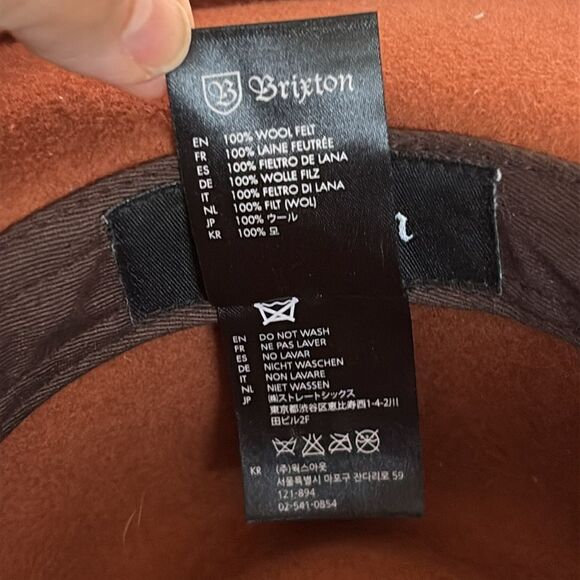 B Brixton
EN 100% WOOL FELT
FR 100% LAINE FEUTRÉE
ES 100% FIELTRO DE LANA
DE 100% WOLLE FILZ
IT 100% FELTRO DI LANA
NL 100% FILT (WOL)
JP 100% ウール
KR 100% 모
EN DO NOT WASH
FR NE PAS LAVER
ES NO LAVAR
DE NICHT WASCHEN
IT NON LAVARE
NL NIET WASSEN
JP ㈱ストレートシックス
東京都渋谷区恵比寿西1-4-2川
田ビル2F
KR (주)웍스아웃
서울특별시 마포구 잔다리로 59
121-894
02-541-0854
n